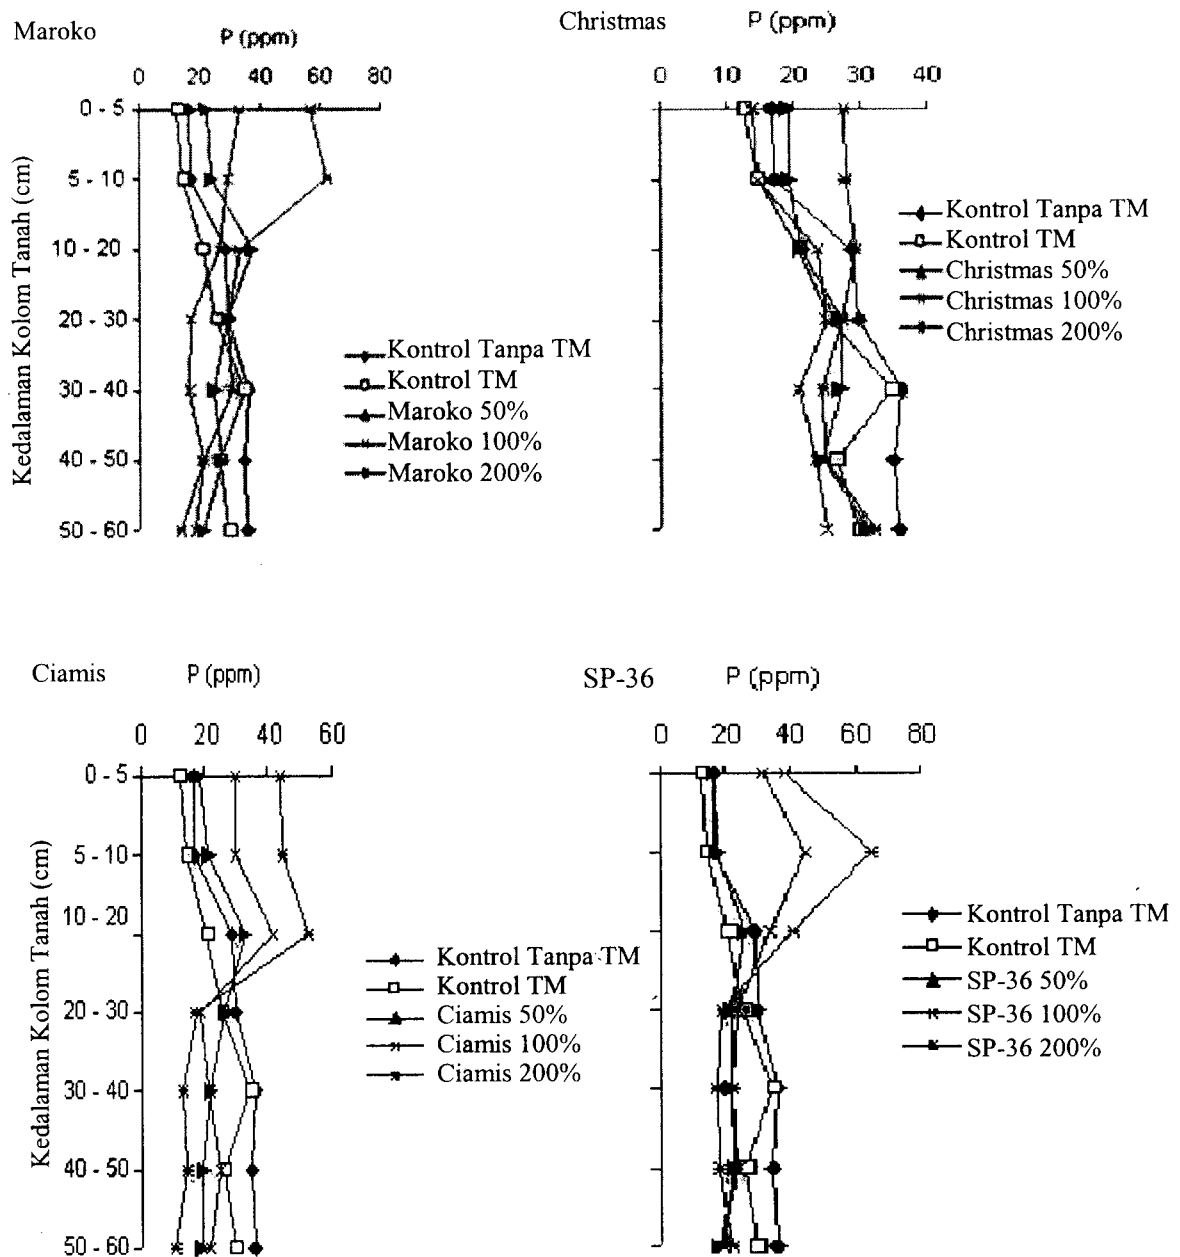 Maroko
P (ppm)
0 20 40 60 80
0 - 5
5 - 10
10 - 20
20 - 30
30 - 40
40 - 50
50 - 60
Kedalaman Kolom Tanah (cm)
Kontrol Tanpa TM
Kontrol TM
Maroko 50%
Maroko 100%
Maroko 200%
Christmas
P (ppm)
0 10 20 30 40
Kontrol Tanpa TM
Kontrol TM
Christmas 50%
Christmas 100%
Christmas 200%
Ciamis
P (ppm)
0 20 40 60
0 - 5
5 - 10
10 - 20
20 - 30
30 - 40
40 - 50
50 - 60
Kedalaman Kolom Tanah (cm)
Kontrol Tanpa TM
Kontrol TM
Ciamis 50%
Ciamis 100%
Ciamis 200%
SP-36
P (ppm)
0 20 40 60 80
Kontrol Tanpa TM
Kontrol TM
SP-36 50%
SP-36 100%
SP-36 200%